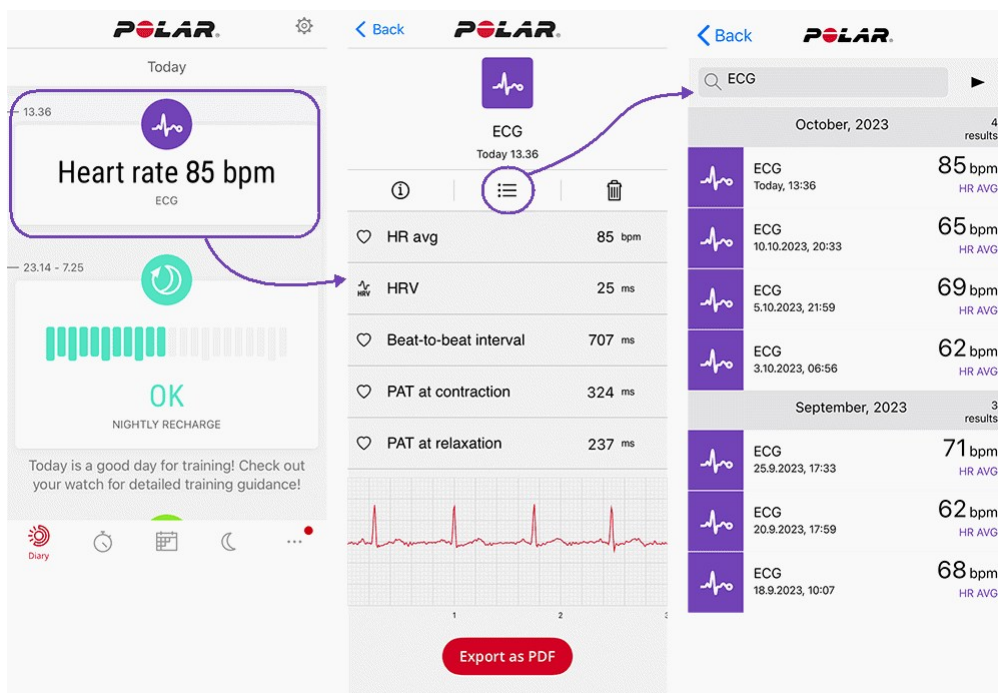 POLAR.
Today
13.36
Heart rate 85 bpm
ECG
23.14 - 7.25
OK
NIGHTLY RECHARGE
Today is a good day for training! Check out
your watch for detailed training guidance!
Diary
Back
POLAR.
ECG
Today 13.36
HR avg 85 bpm
HRV HRV 25 ms
Beat-to-beat interval 707 ms
PAT at contraction 324 ms
PAT at relaxation 237 ms
1 2
Export as PDF
Back
POLAR.
ECG
October, 2023 4
results
ECG 85 bpm
Today, 13:36 HR AVG
ECG 65 bpm
10.10.2023, 20:33 HR AVG
ECG 69 bpm
5.10.2023, 21:59 HR AVG
ECG 62 bpm
3.10.2023, 06:56 HR AVG
September, 2023 3
results
ECG 71 bpm
25.9.2023, 17:33 HR AVG
ECG 62 bpm
20.9.2023, 17:59 HR AVG
ECG 68 bpm
18.9.2023, 10:07 HR AVG